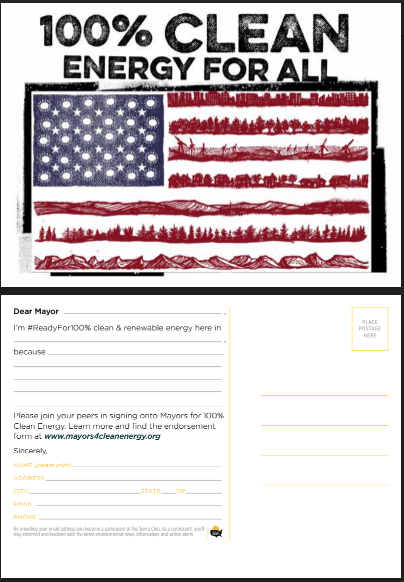 100% CLEAN
ENERGY FOR ALL
Dear Mayor ,
I'm #ReadyFor100% clean & renewable energy here in
,
because
Please join your peers in signing onto Mayors for 100%
Clean Energy. Learn more and find the endorsement
form at www.mayors4cleanenergy.org
Sincerely,
NAME (please print)
ADDRESS
CITY STATE ZIP
EMAIL
PHONE
By providing your email address you become a participant of the Sierra Club. As a participant, you'll
stay informed and involved with the latest environmental news, information, and action alerts.
PLACE
POSTAGE
HERE